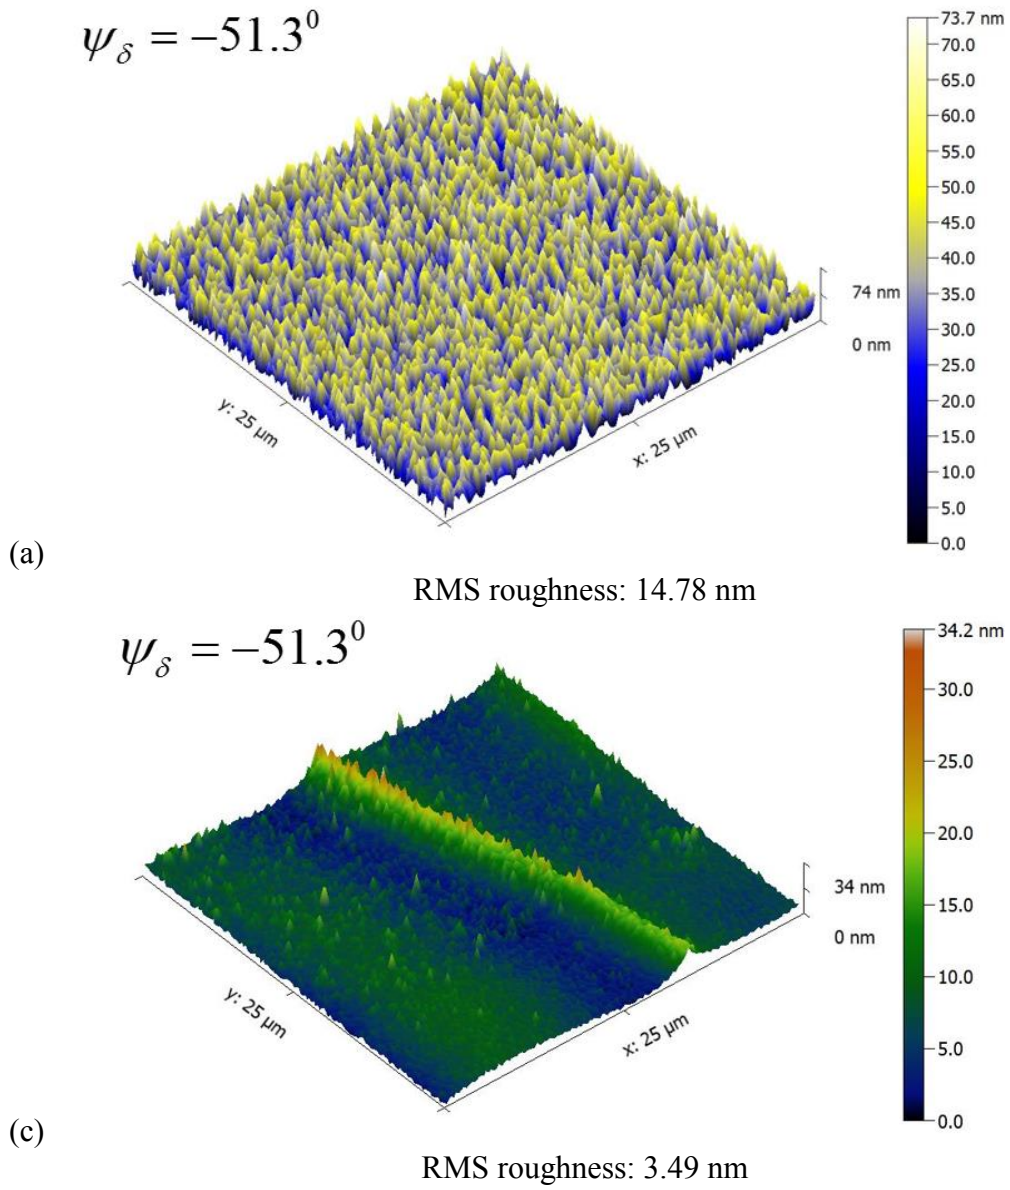 ψδ = −51.3⁰
73.7 nm
70.0
65.0
60.0
55.0
50.0
45.0
40.0
35.0
30.0
25.0
20.0
15.0
10.0
5.0
0.0
74 nm
0 nm
y: 25 µm
x: 25 µm
(a)
RMS roughness: 14.78 nm
ψδ = −51.3⁰
34.2 nm
30.0
25.0
20.0
15.0
10.0
5.0
0.0
34 nm
0 nm
y: 25 µm
x: 25 µm
(c)
RMS roughness: 3.49 nm